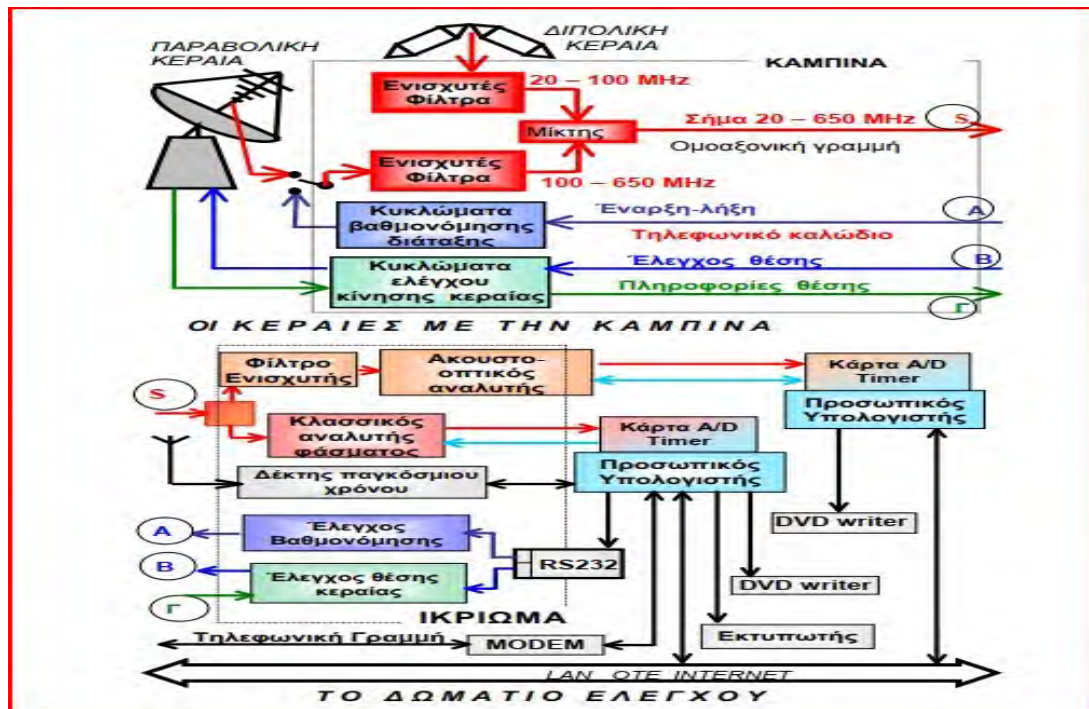 ΠΑΡΑΒΟΛΙΚΗ
ΚΕΡΑΙΑ
ΔΙΠΟΛΙΚΗ
ΚΕΡΑΙΑ
ΚΑΜΠΙΝΑ
Ενισχυτές
Φίλτρα
20 – 100 MHz
Μίκτης
Σήμα 20 – 650 MHz
S
Ομοαξονική γραμμή
Ενισχυτές
Φίλτρα
100 – 650 MHz
Κυκλώματα
βαθμονόμησης
διάταξης
Έναρξη-λήξη
A
Τηλεφωνικό καλώδιο
Κυκλώματα
ελέγχου
κίνησης κεραίας
Έλεγχος θέσης
B
Πληροφορίες θέσης
Γ
ΟΙ ΚΕΡΑΙΕΣ ΜΕ ΤΗΝ ΚΑΜΠΙΝΑ
Φίλτρο
Ενισχυτής
Ακουστο-
οπτικός
αναλυτής
Κάρτα A/D
Timer
Προσωπικός
Υπολογιστής
S
Κλασσικός
αναλυτής
φάσματος
Κάρτα A/D
Timer
Προσωπικός
Υπολογιστής
Δέκτης παγκόσμιου
χρόνου
DVD writer
A
Έλεγχος
Βαθμονόμησης
RS232
B
Έλεγχος θέσης
κεραίας
DVD writer
Γ
ΙΚΡΙΩΜΑ
Τηλεφωνική Γραμμή
MODEM
Εκτυπωτής
LAN OTE INTERNET
ΤΟ ΔΩΜΑΤΙΟ ΕΛΕΓΧΟΥ